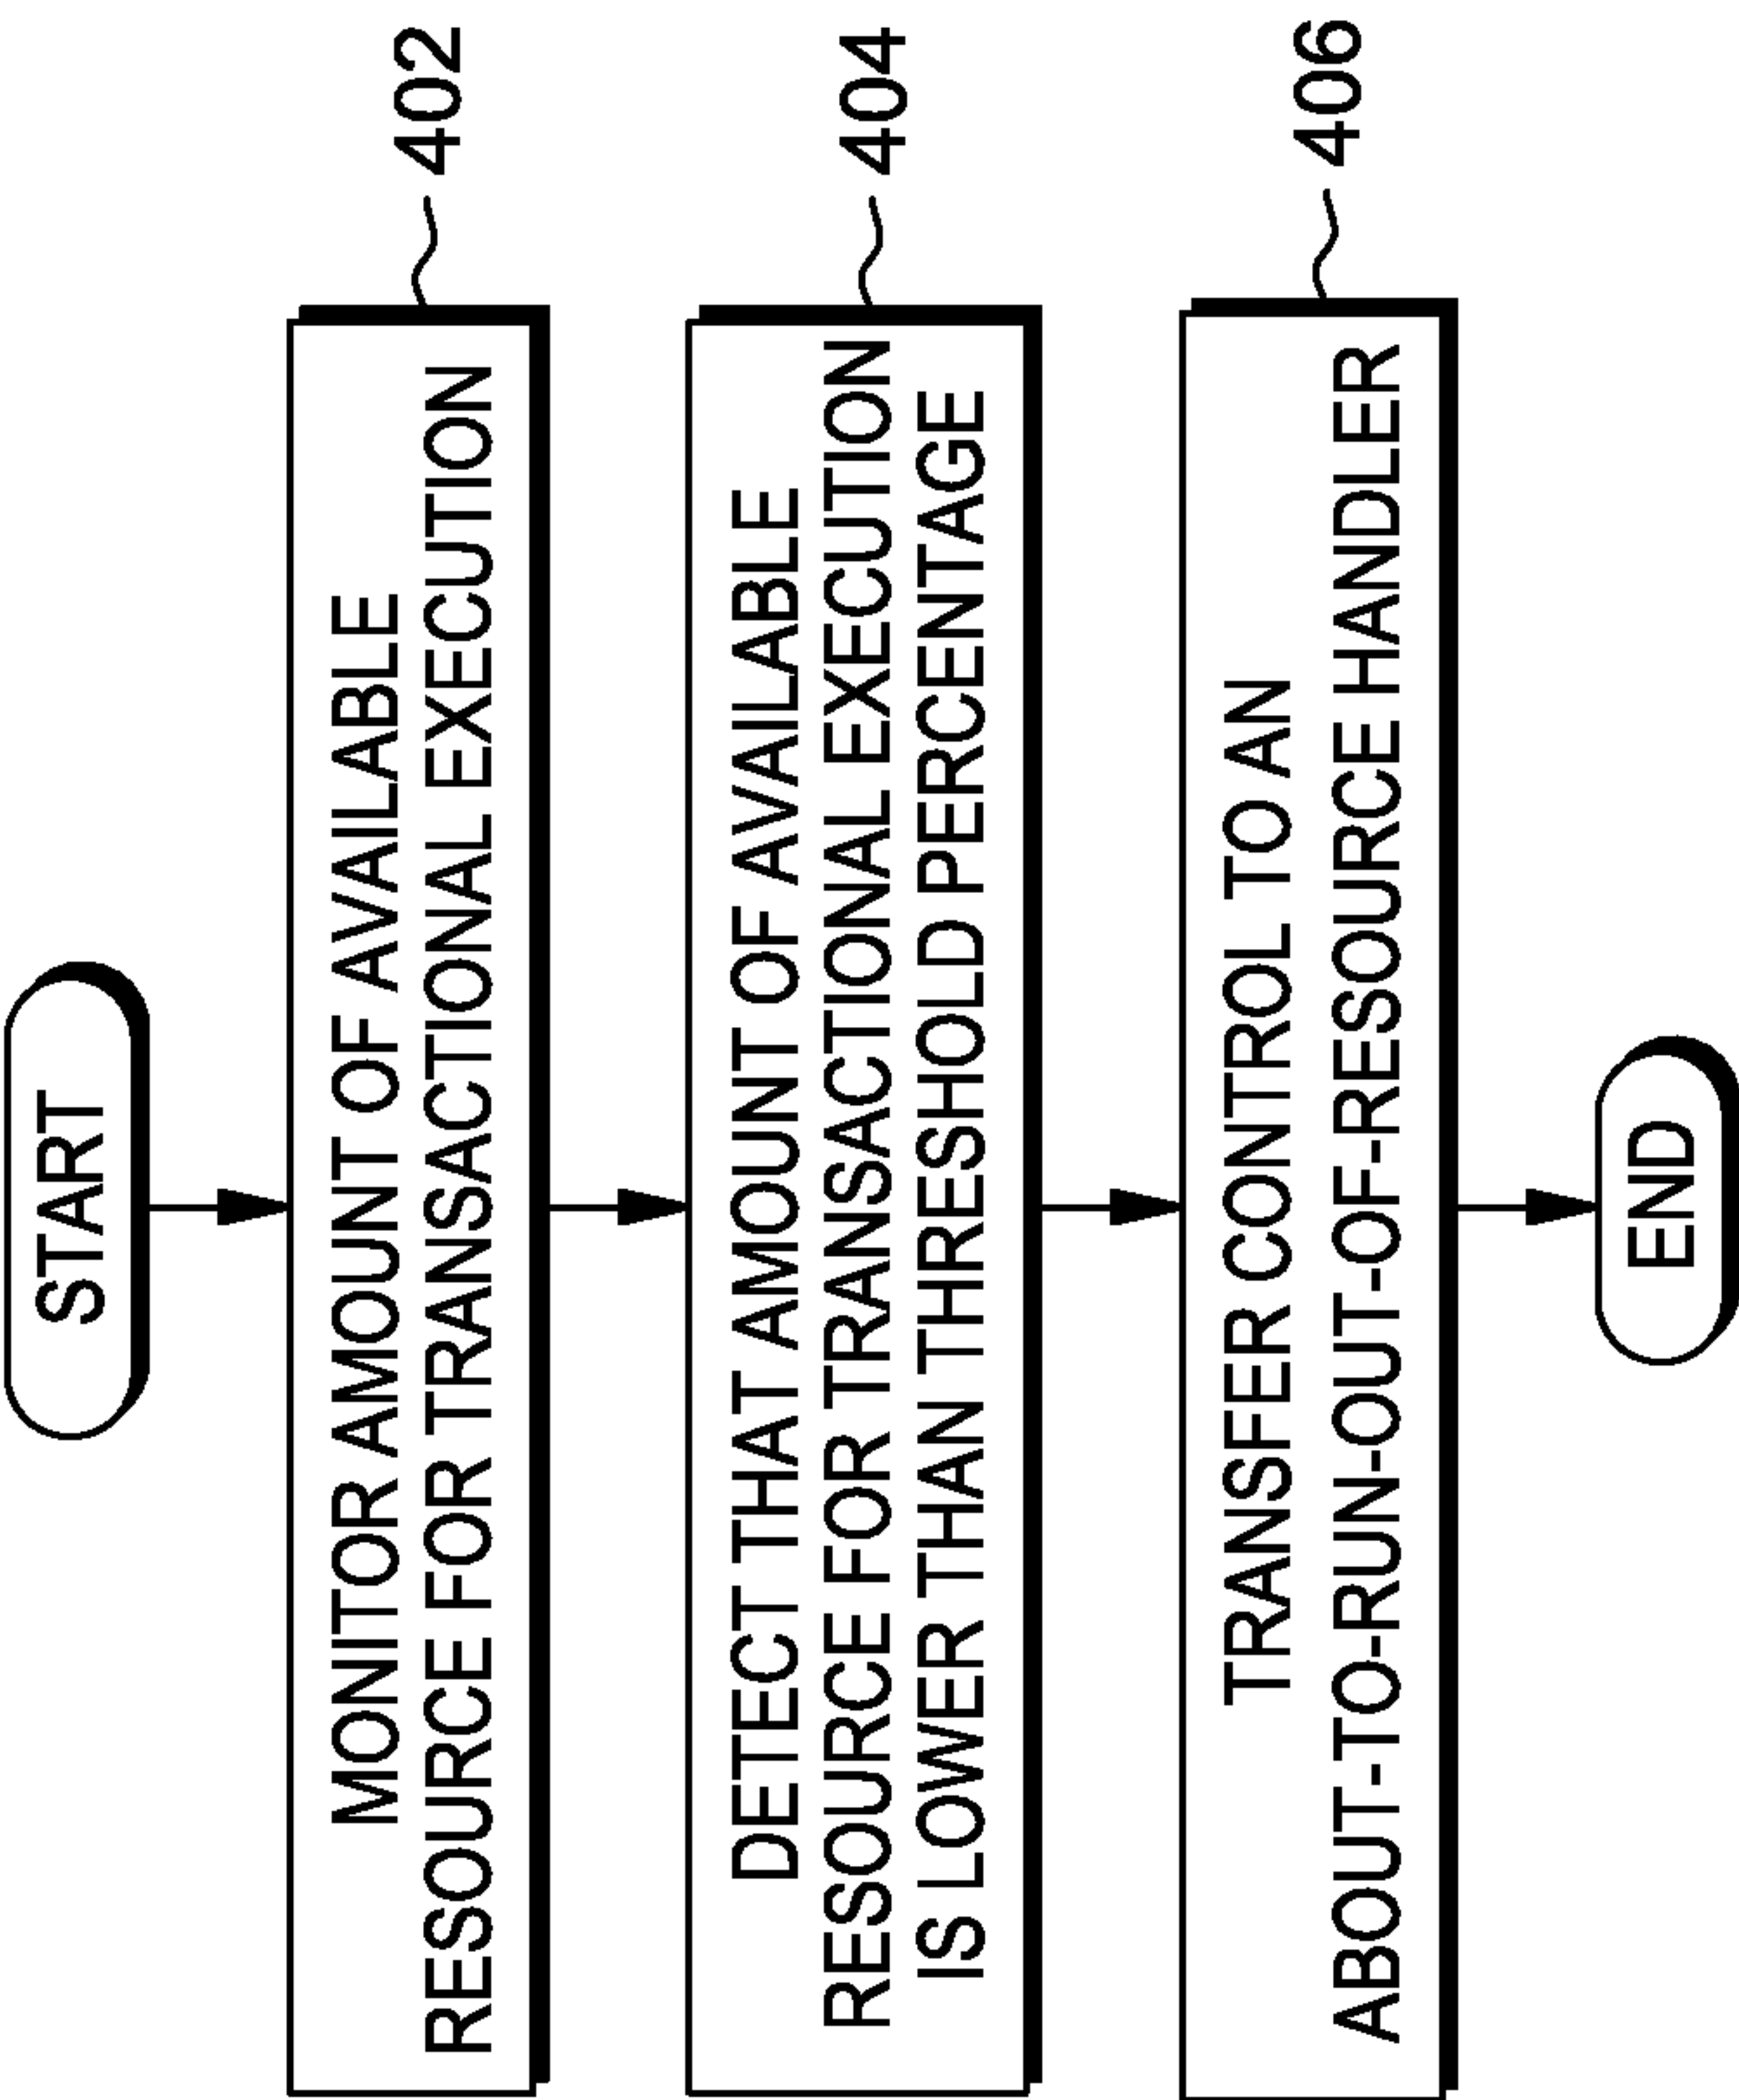 START
MONITOR AMOUNT OF AVAILABLE
RESOURCE FOR TRANSACTIONAL EXECUTION
402
DETECT THAT AMOUNT OF AVAILABLE
RESOURCE FOR TRANSACTIONAL EXECUTION
IS LOWER THAN THRESHOLD PERCENTAGE
404
TRANSFER CONTROL TO AN
ABOUT-TO-RUN-OUT-OF-RESOURCE HANDLER
406
END